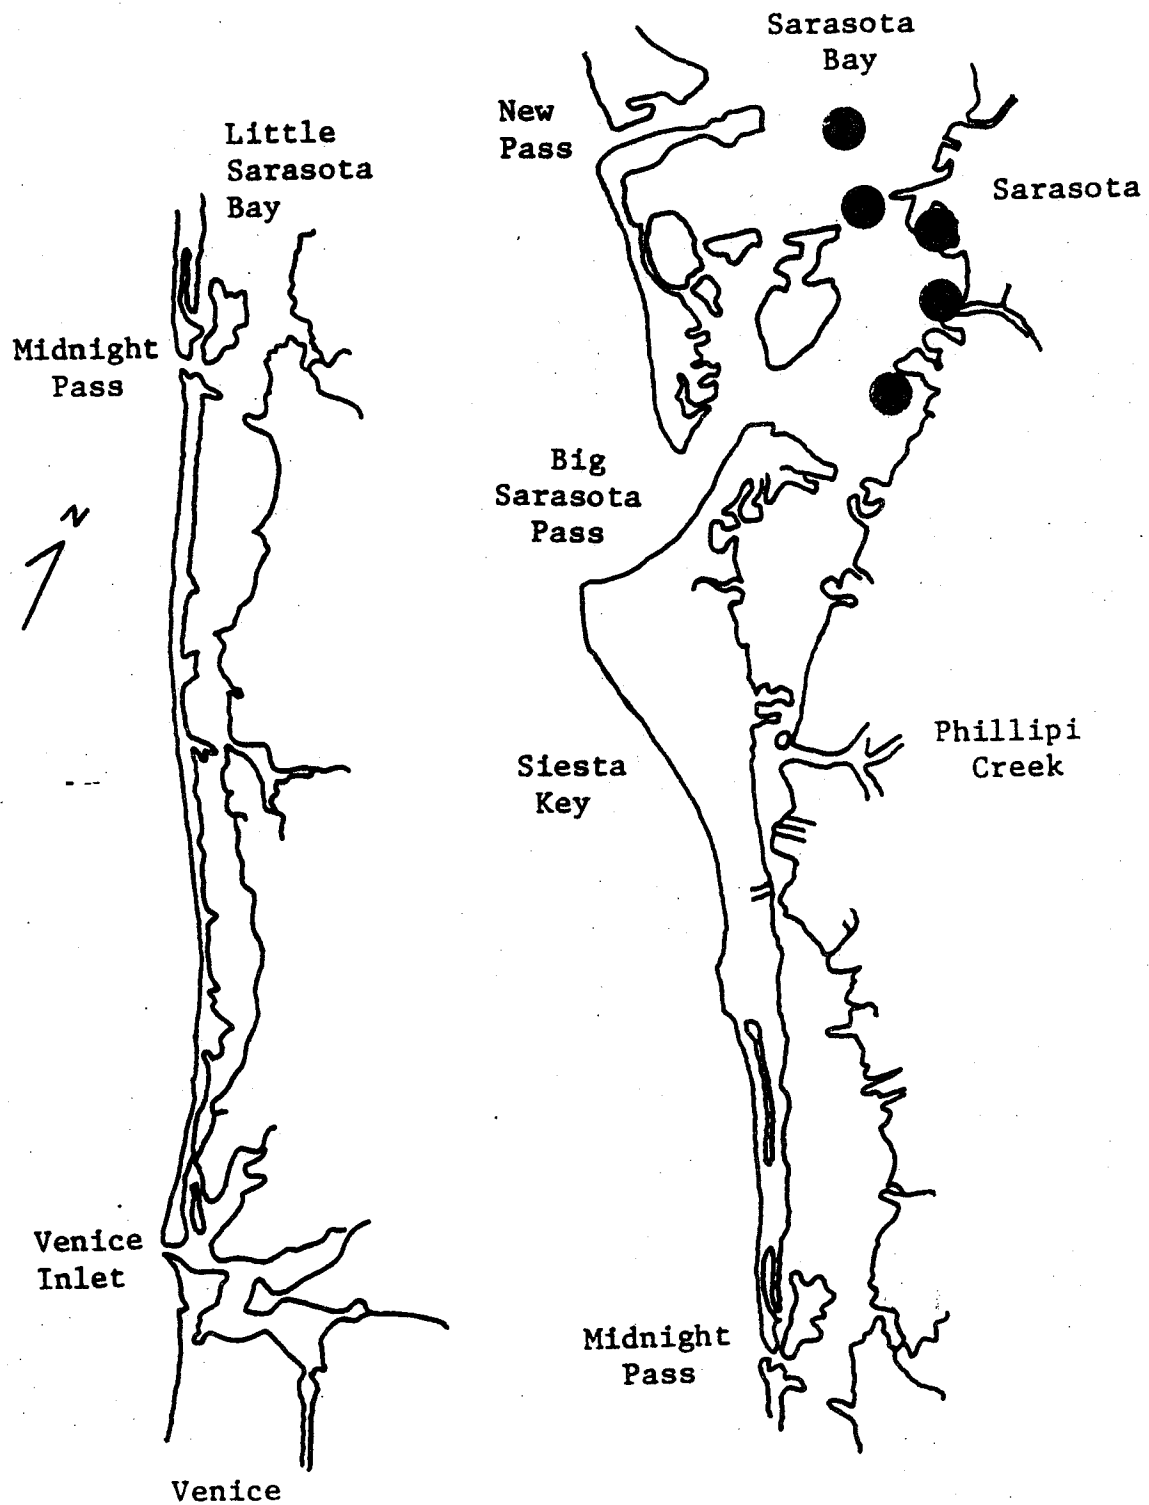 Sarasota
Bay
New
Pass
Sarasota
Little
Sarasota
Bay
Midnight
Pass
Big
Sarasota
Pass
N
Siesta
Key
Phillipi
Creek
Venice
Inlet
Midnight
Pass
Venice